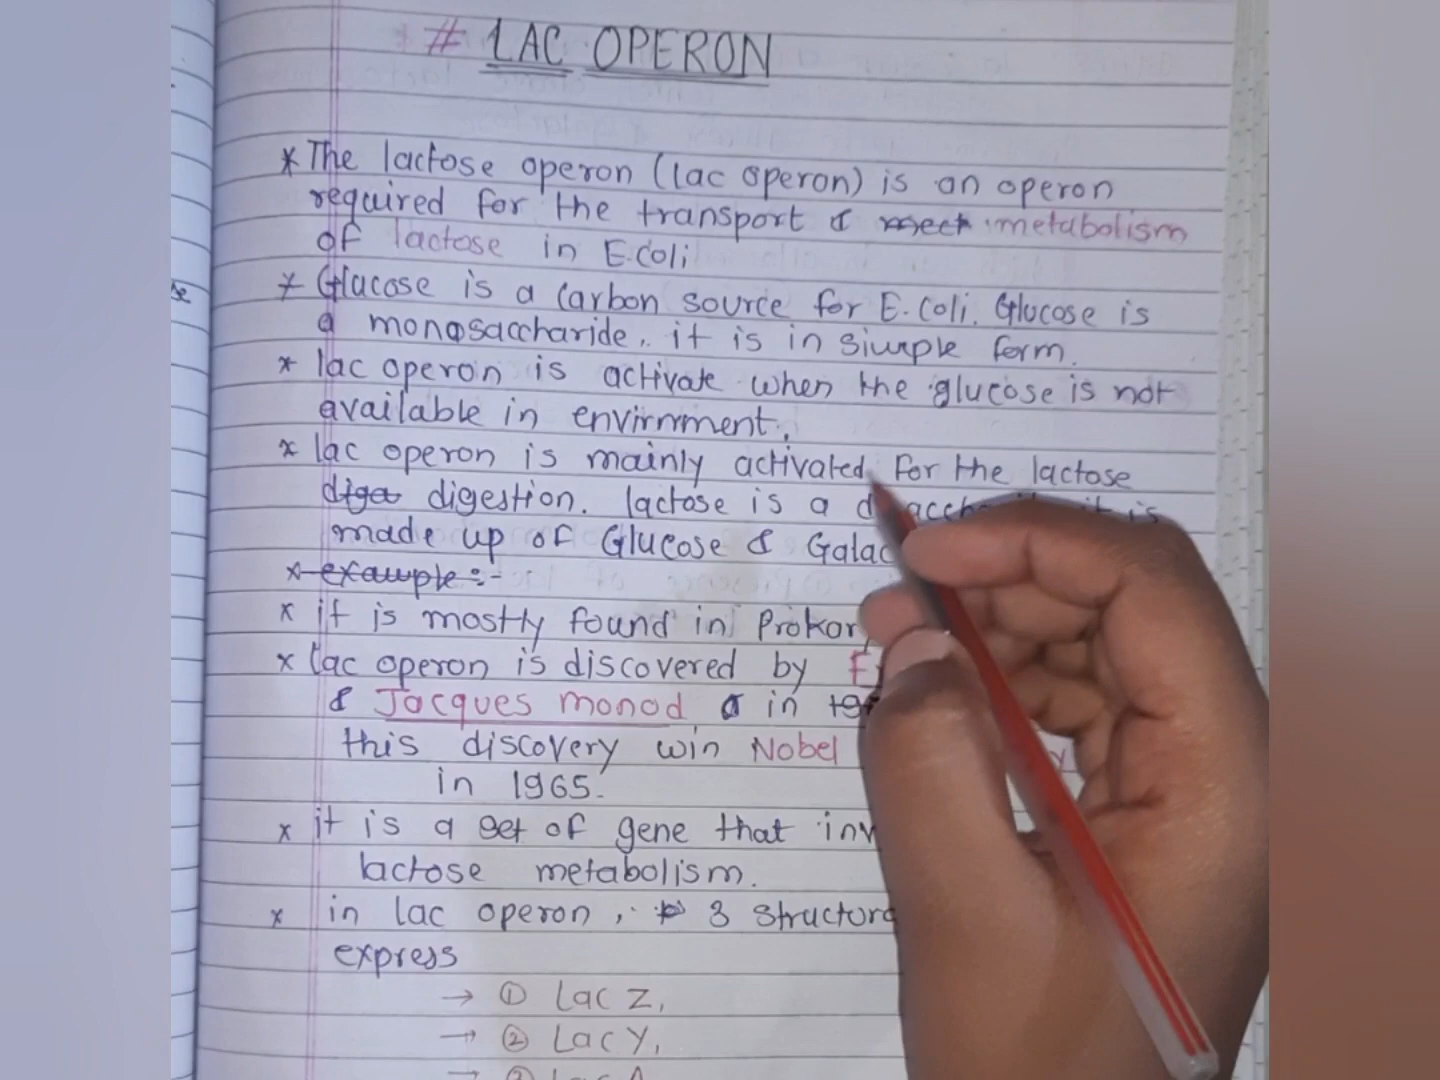 # LAC OPERON
* The lactose operon (lac operon) is an operon
required for the transport & metabolism
of lactose in E.coli
* Glucose is a carbon source for E.coli. Glucose is
a monosaccharide. it is in simple form.
* lac operon is activate when the glucose is not
available in envirnment.
* lac operon is mainly activated for the lactose
digestion. lactose is a it is
made up of Glucose &
* example :-
* it is mostly found in
* lac operon is discovered by
& Jacques monod in
this discovery win Nobel
in 1965.
* it is a set of gene that
lactose metabolism.
* in lac operon, 3
express
→ ① Lac Z,
→ ② Lac Y,